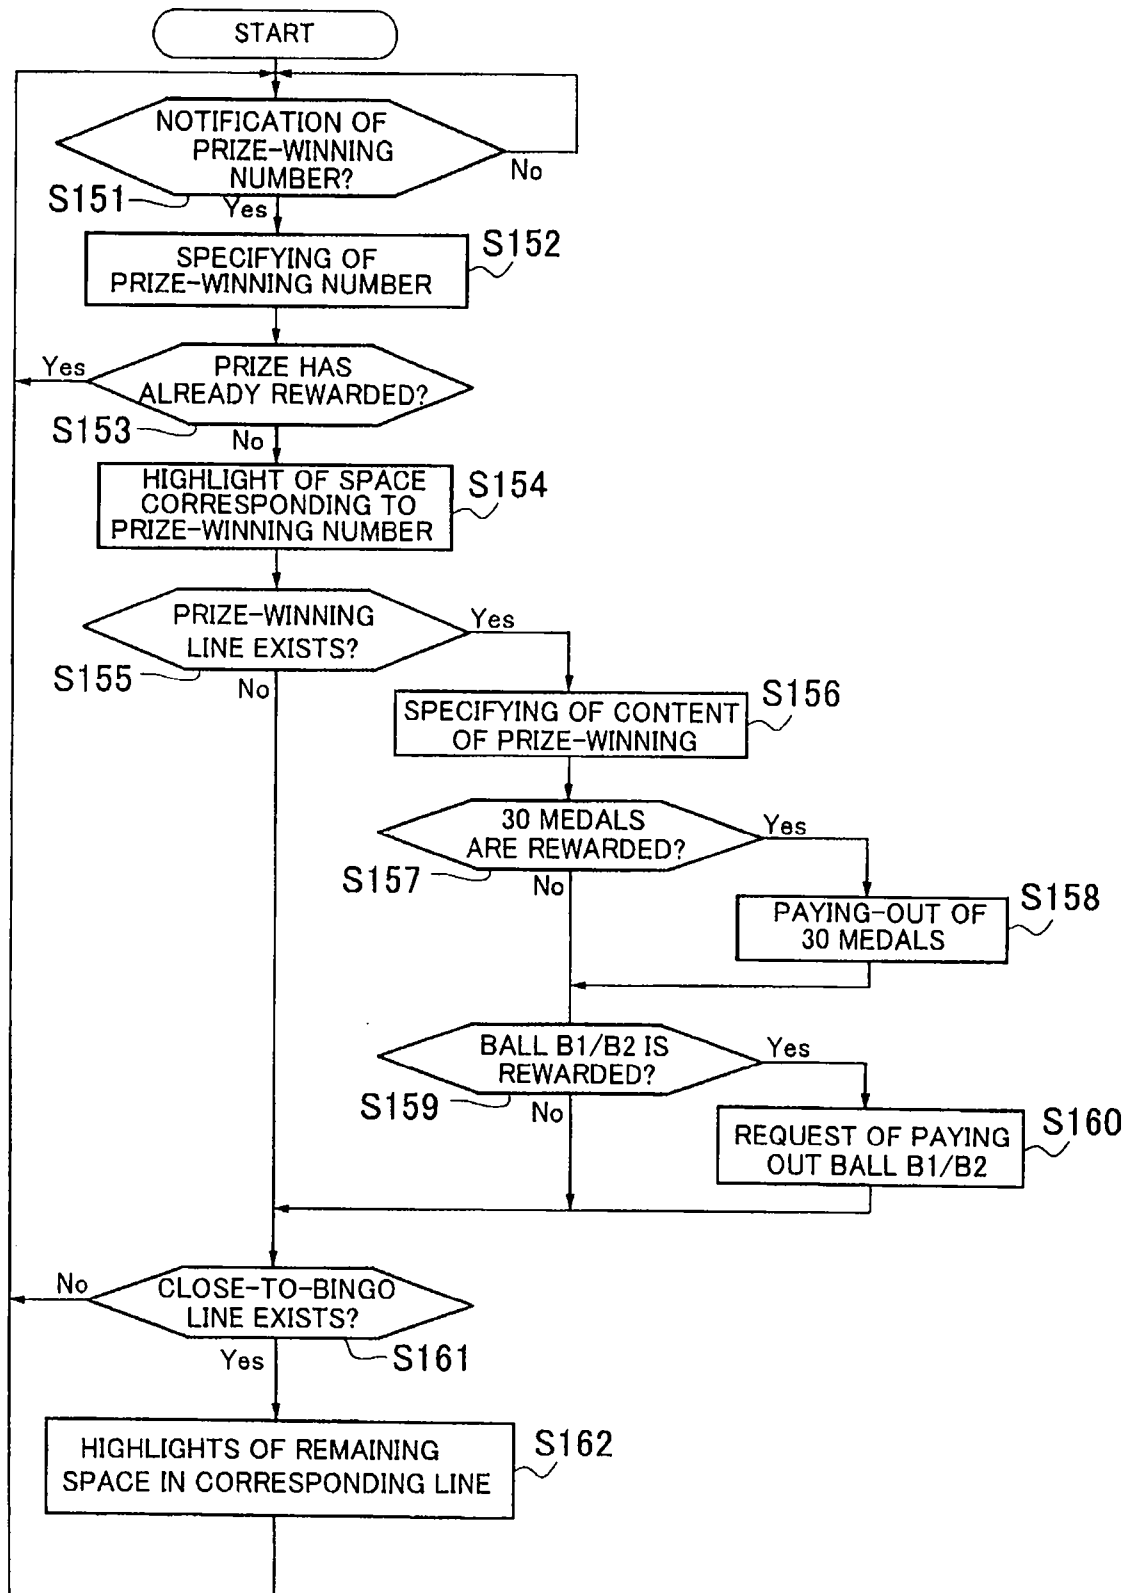 START
NOTIFICATION OF
PRIZE-WINNING
NUMBER?
No
S151
Yes
S152
SPECIFYING OF
PRIZE-WINNING NUMBER
Yes
PRIZE HAS
ALREADY REWARDED?
S153
No
HIGHLIGHT OF SPACE
CORRESPONDING TO
PRIZE-WINNING NUMBER
S154
PRIZE-WINNING
LINE EXISTS?
Yes
S155
No
S156
SPECIFYING OF CONTENT
OF PRIZE-WINNING
30 MEDALS
ARE REWARDED?
Yes
S157
No
S158
PAYING-OUT OF
30 MEDALS
BALL B1/B2 IS
REWARDED?
Yes
S159
No
S160
REQUEST OF PAYING
OUT BALL B1/B2
No
CLOSE-TO-BINGO
LINE EXISTS?
Yes
S161
HIGHLIGHTS OF REMAINING
SPACE IN CORRESPONDING LINE
S162